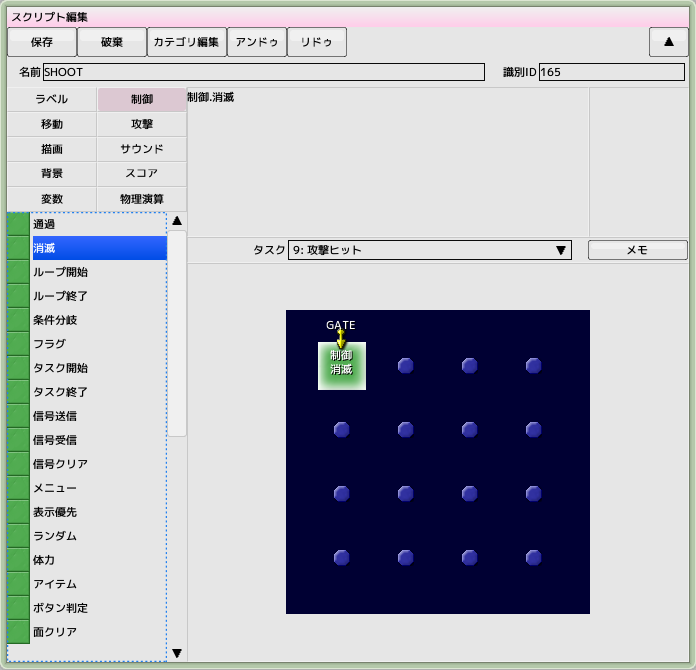 スクリプト編集
保存 破棄 カテゴリ編集 アンドゥ リドゥ ▲
名前 SHOOT 識別ID 165
ラベル 制御
移動 攻撃
描画 サウンド
背景 スコア
変数 物理演算
制御.消滅
通過
消滅
ループ開始
ループ終了
条件分岐
フラグ
タスク開始
タスク終了
信号送信
信号受信
信号クリア
メニュー
表示優先
ランダム
体力
アイテム
ボタン判定
面クリア
タスク 9: 攻撃ヒット ▼ メモ
GATE
制御
消滅